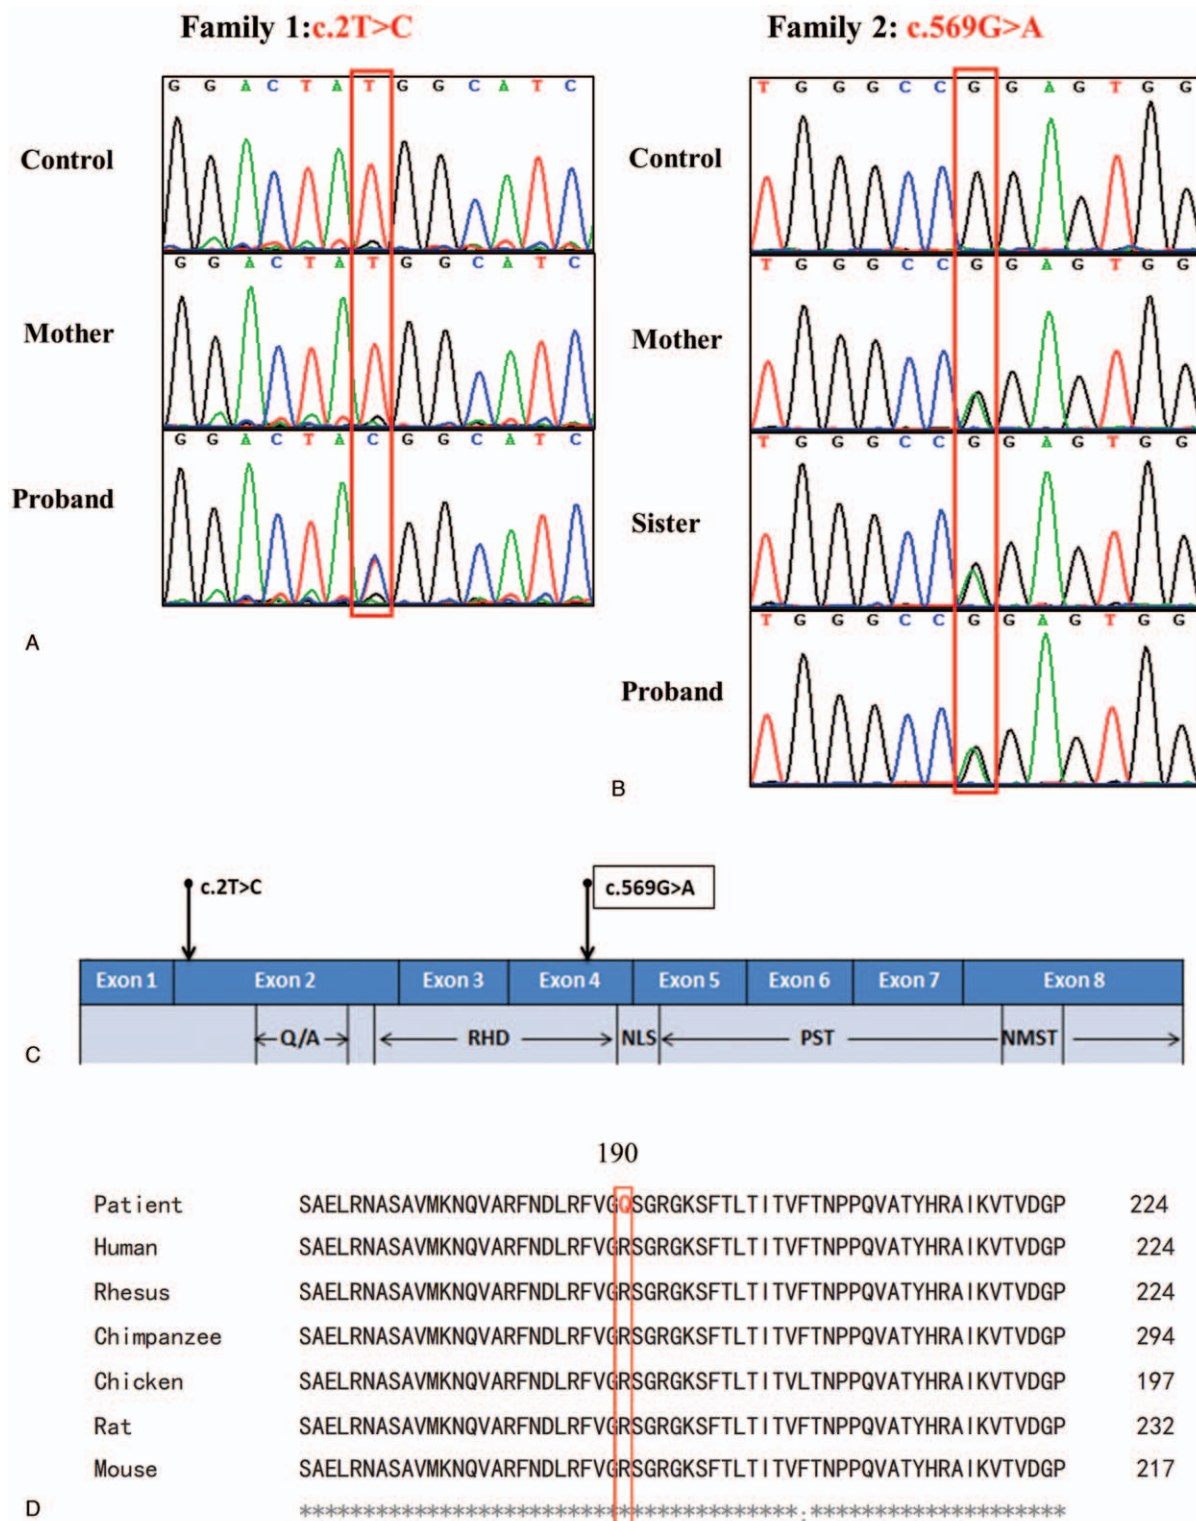 Family 1:c.2T>C
G G A C T A T G G C A T C
Control
G G A C T A T G G C A T C
Mother
G G A C T A C G G C A T C
Proband
A
Family 2: c.569G>A
T G G G C C G G A G T G G
Control
T G G G C C G G A G T G G
Mother
T G G G C C G G A G T G G
Sister
T G G G C C G G A G T G G
Proband
B
c.2T>C c.569G>A
Exon 1 Exon 2 Exon 3 Exon 4 Exon 5 Exon 6 Exon 7 Exon 8
Q/A RHD NLS PST NMST
C
190
Patient SAELRNASAVMKNQVARFNDLRFVGQSGRGKSFTLTITVFTNPPQVATYHRAIKVTVDGP 224
Human SAELRNASAVMKNQVARFNDLRFVGRSGRGKSFTLTITVFTNPPQVATYHRAIKVTVDGP 224
Rhesus SAELRNASAVMKNQVARFNDLRFVGRSGRGKSFTLTITVFTNPPQVATYHRAIKVTVDGP 224
Chimpanzee SAELRNASAVMKNQVARFNDLRFVGRSGRGKSFTLTITVFTNPPQVATYHRAIKVTVDGP 294
Chicken SAELRNASAVMKNQVARFNDLRFVGRSGRGKSFTLTITVLTNPPQVATYHRAIKVTVDGP 197
Rat SAELRNASAVMKNQVARFNDLRFVGRSGRGKSFTLTITVFTNPPQVATYHRAIKVTVDGP 232
Mouse SAELRNASAVMKNQVARFNDLRFVGRSGRGKSFTLTITVFTNPPQVATYHRAIKVTVDGP 217
***************************************:********************
D